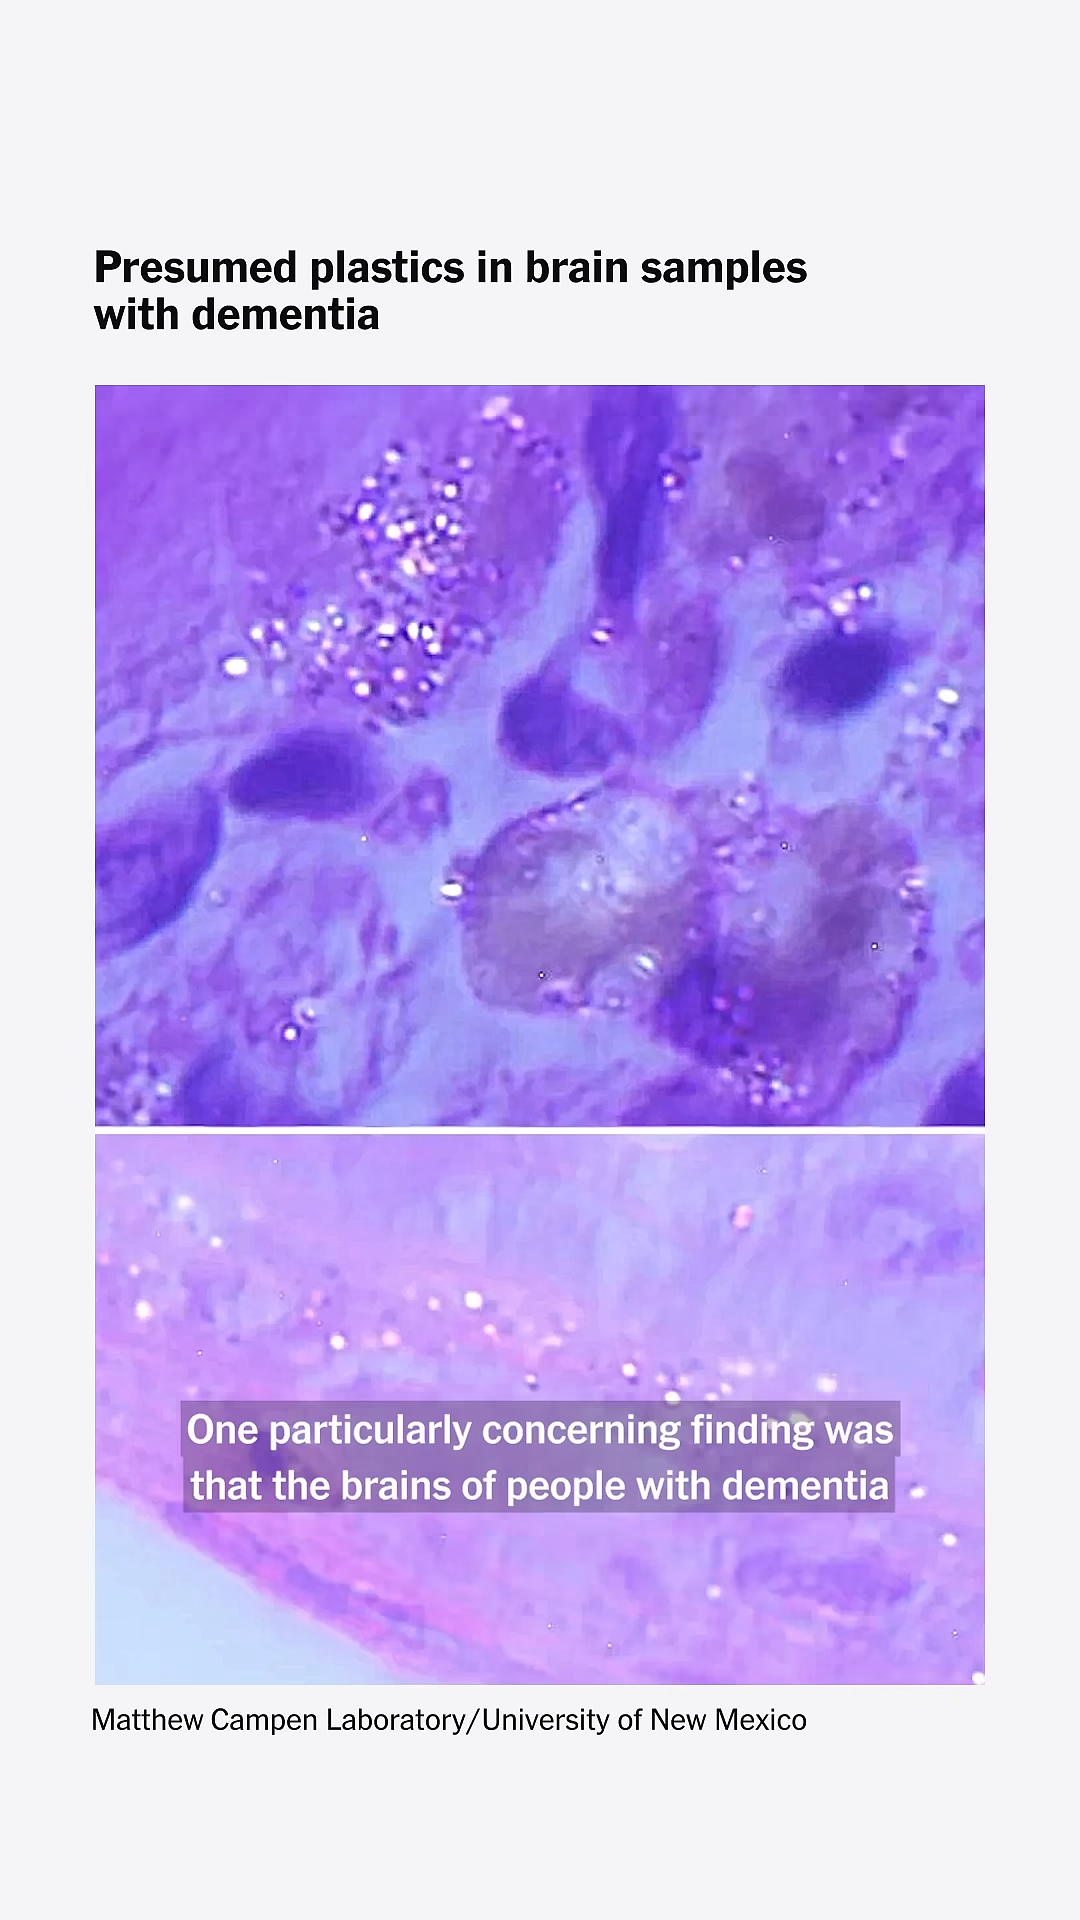 Presumed plastics in brain samples
with dementia
One particularly concerning finding was
that the brains of people with dementia
Matthew Campen Laboratory/University of New Mexico